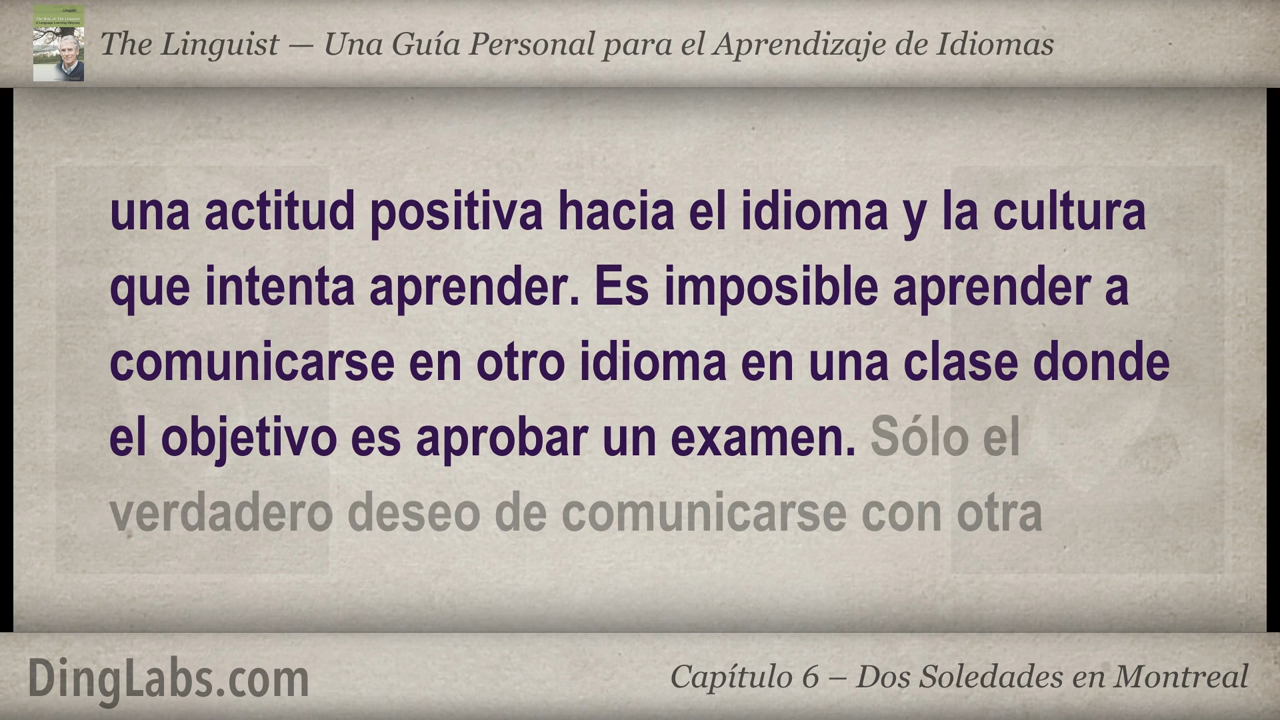 The Linguist — Una Guía Personal para el Aprendizaje de Idiomas
una actitud positiva hacia el idioma y la cultura
que intenta aprender. Es imposible aprender a
comunicarse en otro idioma en una clase donde
el objetivo es aprobar un examen. Sólo el
verdadero deseo de comunicarse con otra
DingLabs.com
Capítulo 6 – Dos Soledades en Montreal